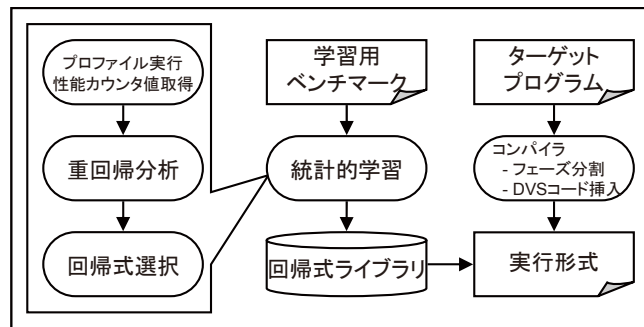 プロファイル実行
性能カウンタ値取得
重回帰分析
回帰式選択
学習用
ベンチマーク
統計的学習
回帰式ライブラリ
ターゲット
プログラム
コンパイラ
- フェーズ分割
- DVSコード挿入
実行形式